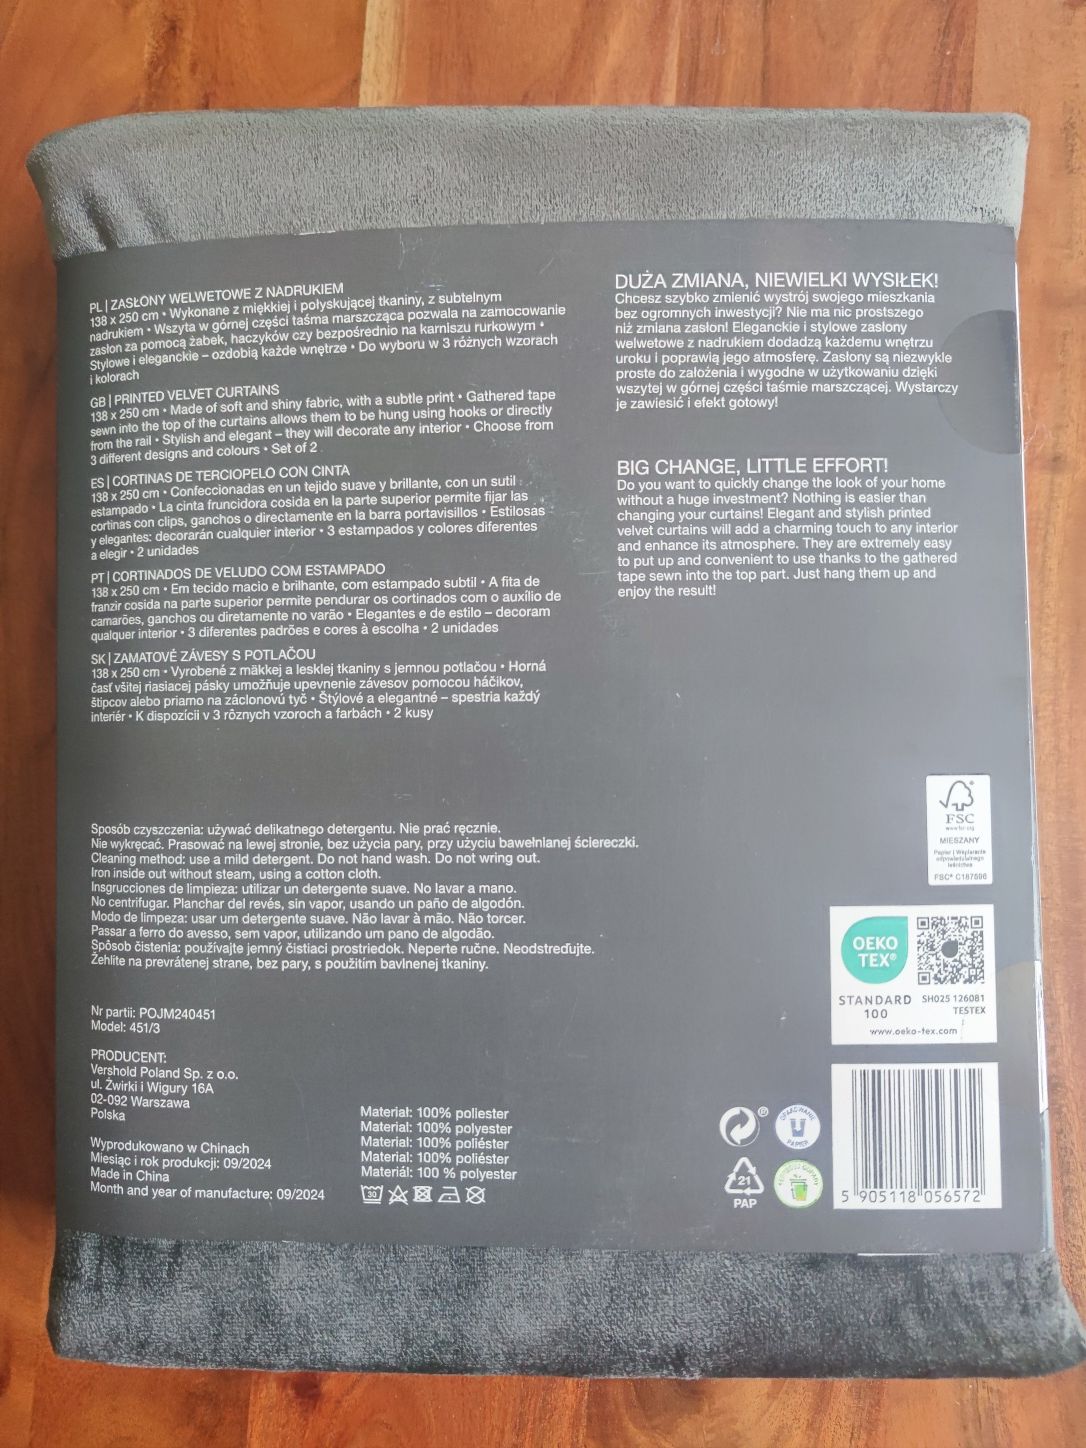 PL | ZASŁONY WELWETOWE Z NADRUKIEM
138 x 250 cm • Wykonane z miękkiej i połyskującej tkaniny, z subtelnym
nadrukiem • Wszyta w górnej części taśma marszcząca pozwala na zamocowanie
zasłon za pomocą żabek, haczyków czy bezpośrednio na karniszu rurkowym •
Stylowe i eleganckie – ozdobią każde wnętrze • Do wyboru w 3 różnych wzorach
i kolorach
GB | PRINTED VELVET CURTAINS
138 x 250 cm • Made of soft and shiny fabric, with a subtle print • Gathered tape
sewn into the top of the curtains allows them to be hung using hooks or directly
from the rail • Stylish and elegant – they will decorate any interior • Choose from
3 different designs and colours • Set of 2
ES | CORTINAS DE TERCIOPELO CON CINTA
138 x 250 cm • Confeccionadas en un tejido suave y brillante, con un sutil
estampado • La cinta fruncidora cosida en la parte superior permite fijar las
cortinas con clips, ganchos o directamente en la barra portavisillos • Estilosas
y elegantes: decorarán cualquier interior • 3 estampados y colores diferentes
a elegir • 2 unidades
PT | CORTINADOS DE VELUDO COM ESTAMPADO
138 x 250 cm • Em tecido macio e brilhante, com estampado subtil • A fita de
franzir cosida na parte superior permite pendurar os cortinados com o auxílio de
camarões, ganchos ou diretamente no varão • Elegantes e de estilo – decoram
qualquer interior • 3 diferentes padrões e cores à escolha • 2 unidades
SK | ZAMATOVÉ ZÁVESY S POTLAČOU
138 x 250 cm • Vyrobené z mäkkej a lesklej tkaniny s jemnou potlačou • Horná
časť všitej riasiacej pásky umožňuje upevnenie závesov pomocou háčikov,
štipcov alebo priamo na záclonovú tyč • Štýlové a elegantné – spestria každý
interiér • K dispozícii v 3 rôznych vzoroch a farbách • 2 kusy
DUŻA ZMIANA, NIEWIELKI WYSIŁEK!
Chcesz szybko zmienić wystrój swojego mieszkania
bez ogromnych inwestycji? Nie ma nic prostszego
niż zmiana zasłon! Eleganckie i stylowe zasłony
welwetowe z nadrukiem dodadzą każdemu wnętrzu
uroku i poprawią jego atmosferę. Zasłony są niezwykle
proste do założenia i wygodne w użytkowaniu dzięki
wszytej w górnej części taśmie marszczącej. Wystarczy
je zawiesić i efekt gotowy!
BIG CHANGE, LITTLE EFFORT!
Do you want to quickly change the look of your home
without a huge investment? Nothing is easier than
changing your curtains! Elegant and stylish printed
velvet curtains will add a charming touch to any interior
and enhance its atmosphere. They are extremely easy
to put up and convenient to use thanks to the gathered
tape sewn into the top part. Just hang them up and
enjoy the result!
Sposób czyszczenia: używać delikatnego detergentu. Nie prać ręcznie.
Nie wykręcać. Prasować na lewej stronie, bez użycia pary, przy użyciu bawełnianej ściereczki.
Cleaning method: use a mild detergent. Do not hand wash. Do not wring out.
Iron inside out without steam, using a cotton cloth.
Insgrucciones de limpieza: utilizar un detergente suave. No lavar a mano.
No centrifugar. Planchar del revés, sin vapor, usando un paño de algodón.
Modo de limpeza: usar um detergente suave. Não lavar à mão. Não torcer.
Passar a ferro do avesso, sem vapor, utilizando um pano de algodão.
Spôsob čistenia: používajte jemný čistiaci prostriedok. Neperte ručne. Neodstreďujte.
Žehlite na prevrátenej strane, bez pary, s použitím bavlnenej tkaniny.
Nr partii: POJM240451
Model: 451/3
PRODUCENT:
Vershold Poland Sp. z o.o.
ul. Żwirki i Wigury 16A
02-092 Warszawa
Polska
Wyprodukowano w Chinach
Miesiąc i rok produkcji: 09/2024
Made in China
Month and year of manufacture: 09/2024
Materiał: 100% poliester
Material: 100% polyester
Material: 100% poliéster
Material: 100% poliéster
Materiál: 100 % polyester
30
FSC
www.fsc.org
MIESZANY
Papier | Wspieranie
odpowiedzialnego
leśnictwa
FSC® C187596
OEKO
TEX®
STANDARD
100
SH025 126081
TESTEX
www.oeko-tex.com
®
PAPIER
21
PAP
5 905118 056572